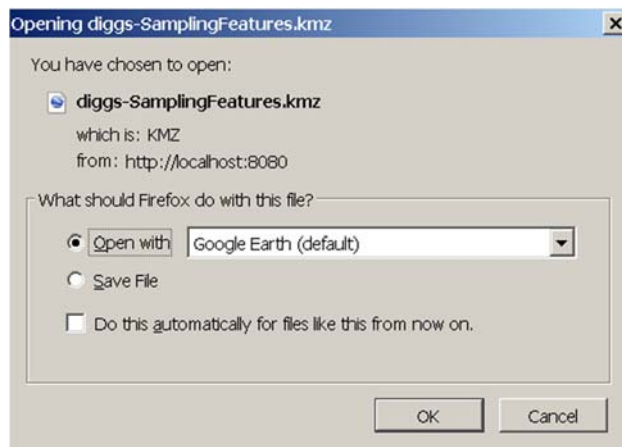 Opening diggs-SamplingFeatures.kmz
You have chosen to open:
diggs-SamplingFeatures.kmz
which is: KMZ
from: http://localhost:8080
What should Firefox do with this file?
Open with Google Earth (default)
Save File
Do this automatically for files like this from now on.
OK Cancel